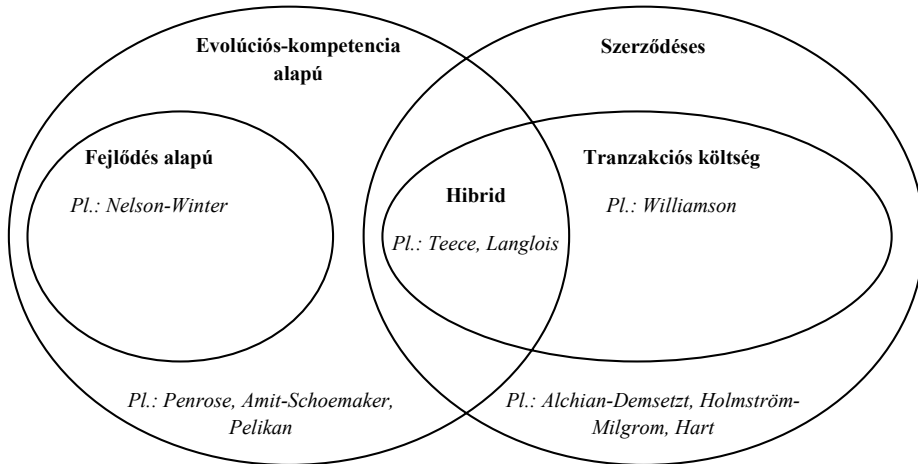 Evolúciós-kompetencia
alapú
Szerződéses
Fejlődés alapú
Pl.: Nelson-Winter
Hibrid
Pl.: Teece, Langlois
Tranzakciós költség
Pl.: Williamson
Pl.: Penrose, Amit-Schoemaker,
Pelikan
Pl.: Alchian-Demsetzt, Holmström-
Milgrom, Hart